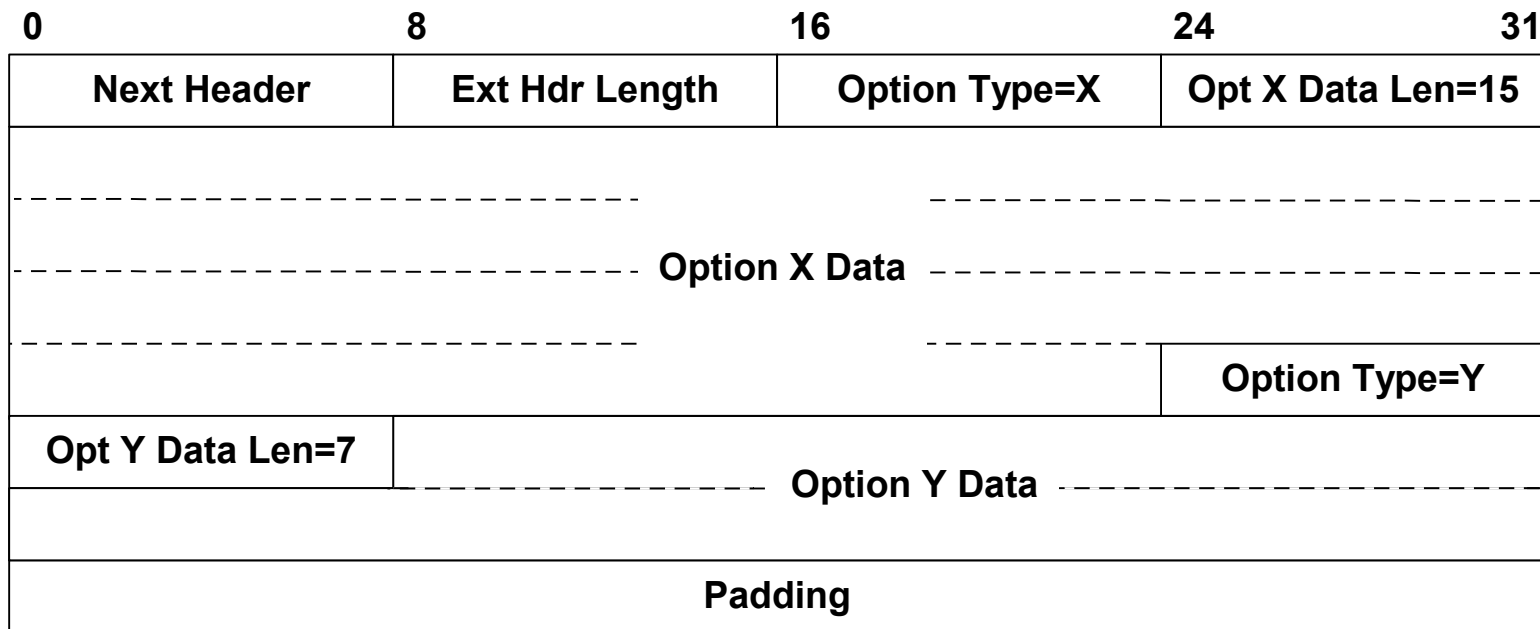 0 8 16 24 31
Next Header Ext Hdr Length Option Type=X Opt X Data Len=15
Option X Data
Option Type=Y
Opt Y Data Len=7
Option Y Data
Padding